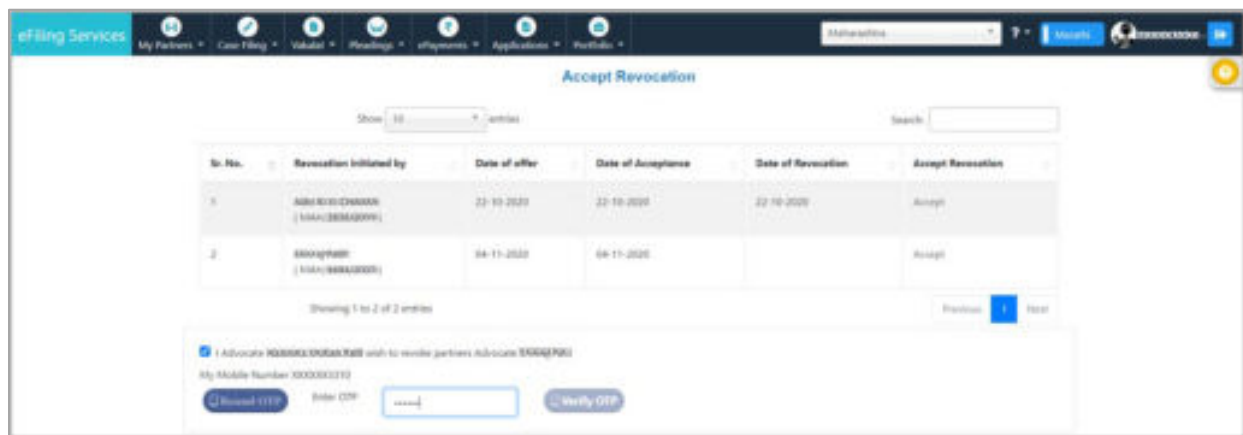 eFiling Services
My Partners Case Filing Vakalat Pleadings ePayments Applications Portfolio Maharashtra ?
Accept Revocation
Show 10 entries Search:
Sr. No. Revocation Initiated by Date of offer Date of Acceptance Date of Revocation Accept Revocation
1 22-10-2020 22-10-2020 22-10-2020 Accept
2 04-11-2020 04-11-2020 Accept
Showing 1 to 2 of 2 entries Previous 1 Next
I Advocate wish to revoke partners Advocate
My Mobile Number
Resend OTP Enter OTP Verify OTP